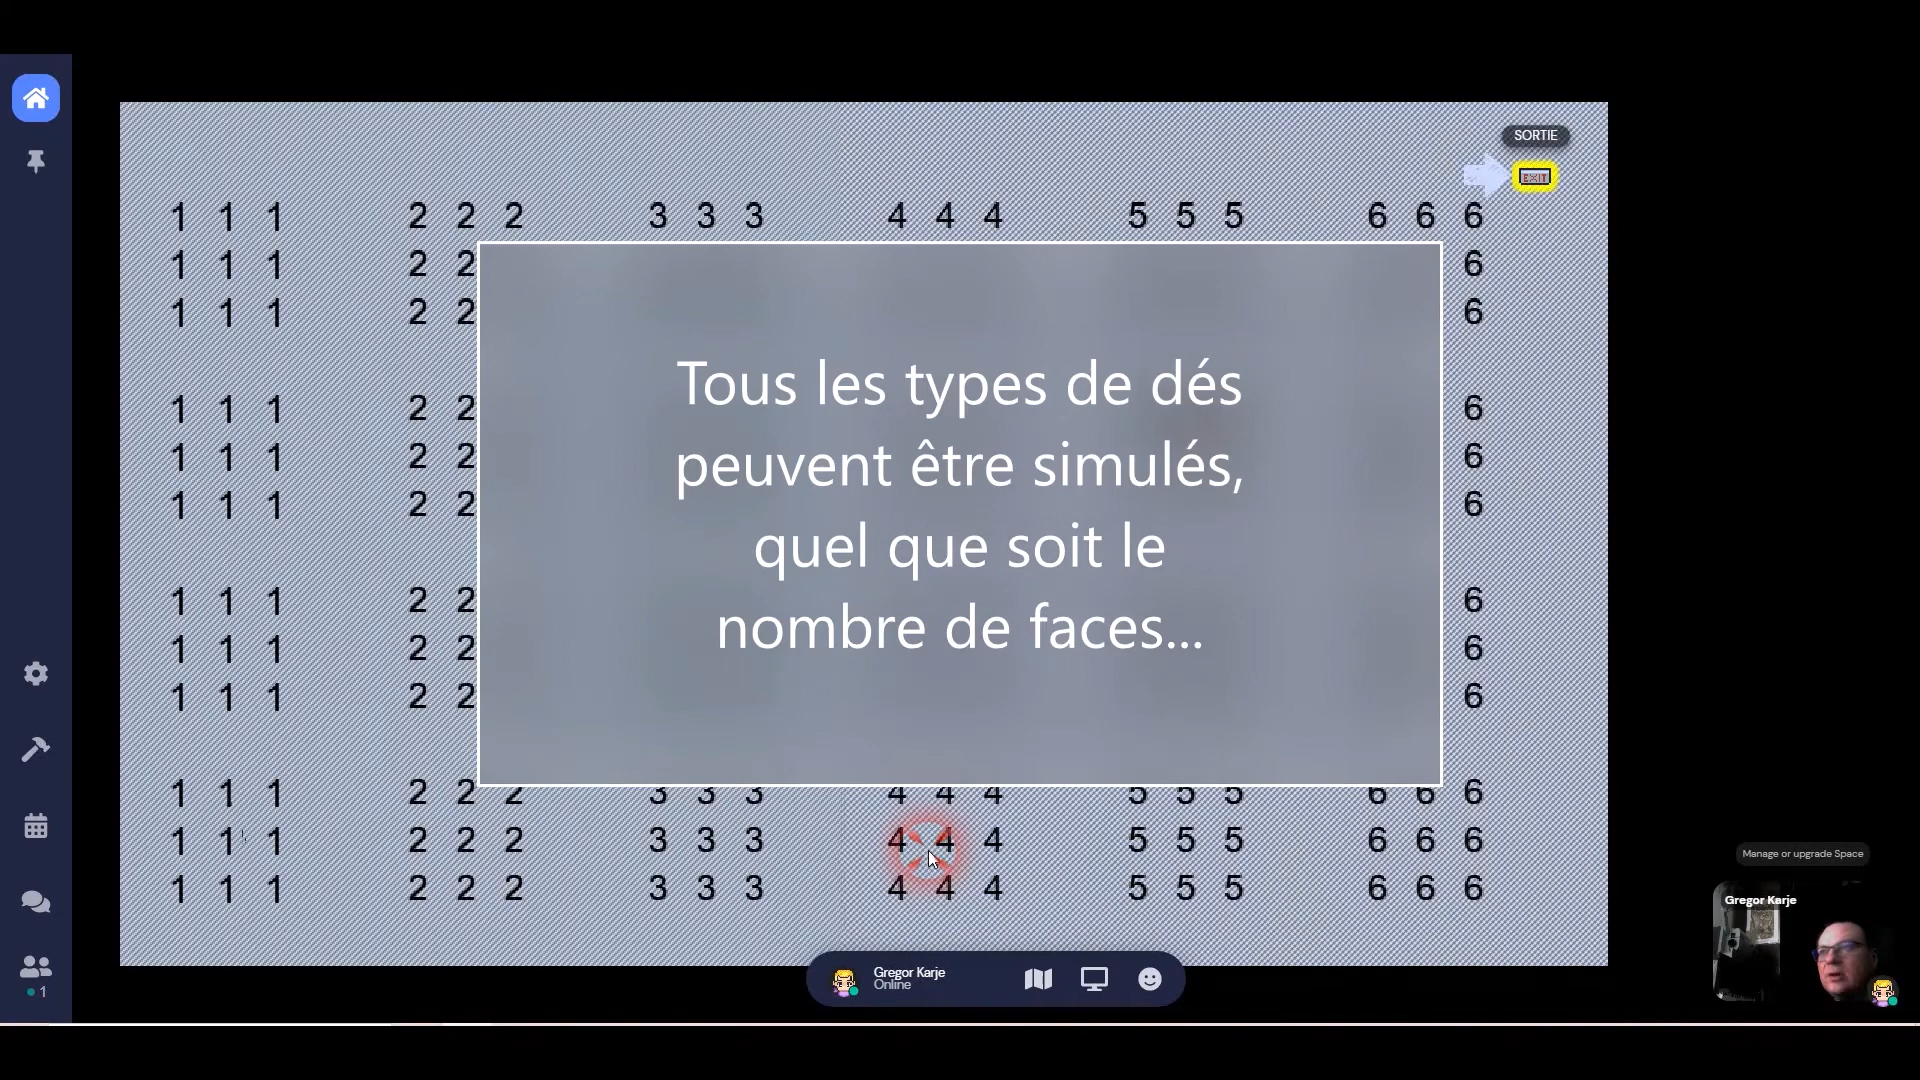 SORTIE
EXIT
1 1 1 2 2 2 3 3 3 4 4 4 5 5 5 6 6 6
1 1 1 2 2 6
1 1 1 2 2 6
Tous les types de dés
peuvent être simulés,
quel que soit le
nombre de faces...
1 1 1 2 2 6
1 1 1 2 2 6
1 1 1 2 2 6
1 1 1 2 2 6
1 1 1 2 2 6
1 1 1 2 2 6
1 1 1 2 2 2 3 3 3 4 4 4 5 5 5 6 6 6
1 1 1 2 2 2 3 3 3 4 4 4 5 5 5 6 6 6
1 1 1 2 2 2 3 3 3 4 4 4 5 5 5 6 6 6
Manage or upgrade Space
Gregor Karje
Gregor Karje
Online
1